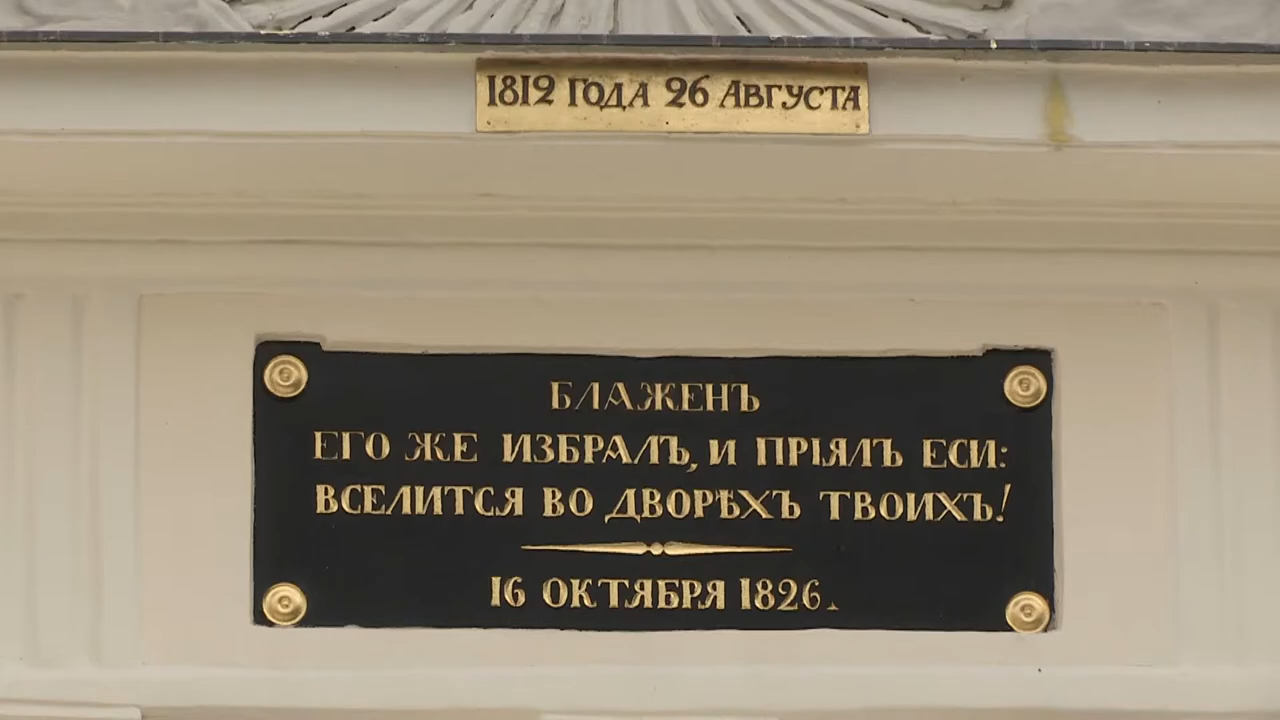 1812 ГОДА 26 АВГУСТА
БЛАЖЕНЪ
ЕГО ЖЕ ИЗБРАЛЪ, И ПРІЯЛЪ ЕСИ:
ВСЕЛИТСЯ ВО ДВОРѢХЪ ТВОИХЪ!
16 ОКТЯБРЯ 1826.